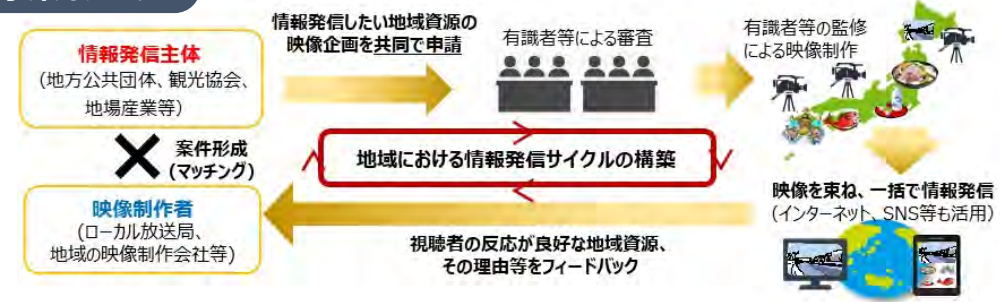 情報発信主体
(地方公共団体、観光協会、
地場産業等)
案件形成
(マッチング)
映像制作者
(ローカル放送局、
地域の映像制作会社等)
情報発信したい地域資源の
映像企画を共同で申請
有識者等による審査
有識者等の監修
による映像制作
地域における情報発信サイクルの構築
映像を束ね、一括で情報発信
(インターネット、SNS等も活用)
視聴者の反応が良好な地域資源、
その理由等をフィードバック